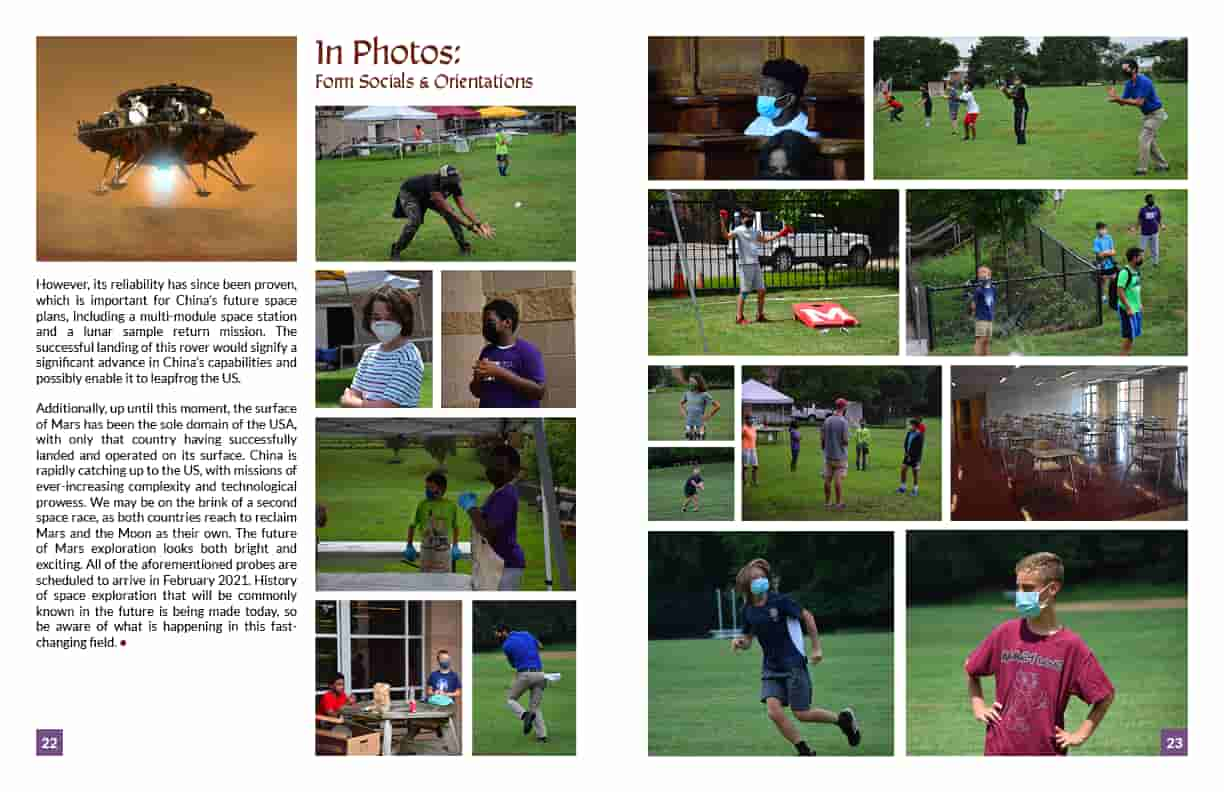 In Photos:
Form Socials & Orientations
However, its reliability has since been proven,
which is important for China's future space
plans, including a multi-module space station
and a lunar sample return mission. The
successful landing of this rover would signify a
significant advance in China's capabilities and
possibly enable it to leapfrog the US.
Additionally, up until this moment, the surface
of Mars has been the sole domain of the USA,
with only that country having successfully
landed and operated on its surface. China is
rapidly catching up to the US, with missions of
ever-increasing complexity and technological
prowess. We may be on the brink of a second
space race, as both countries reach to reclaim
Mars and the Moon as their own. The future
of Mars exploration looks both bright and
exciting. All of the aforementioned probes are
scheduled to arrive in February 2021. History
of space exploration that will be commonly
known in the future is being made today, so
be aware of what is happening in this fast-
changing field.
22
M
23